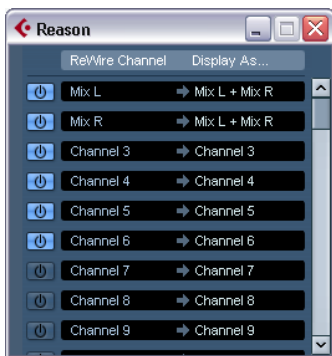 Reason
ReWire Channel Display As...
Mix L Mix L + Mix R
Mix R Mix L + Mix R
Channel 3 Channel 3
Channel 4 Channel 4
Channel 5 Channel 5
Channel 6 Channel 6
Channel 7 Channel 7
Channel 8 Channel 8
Channel 9 Channel 9